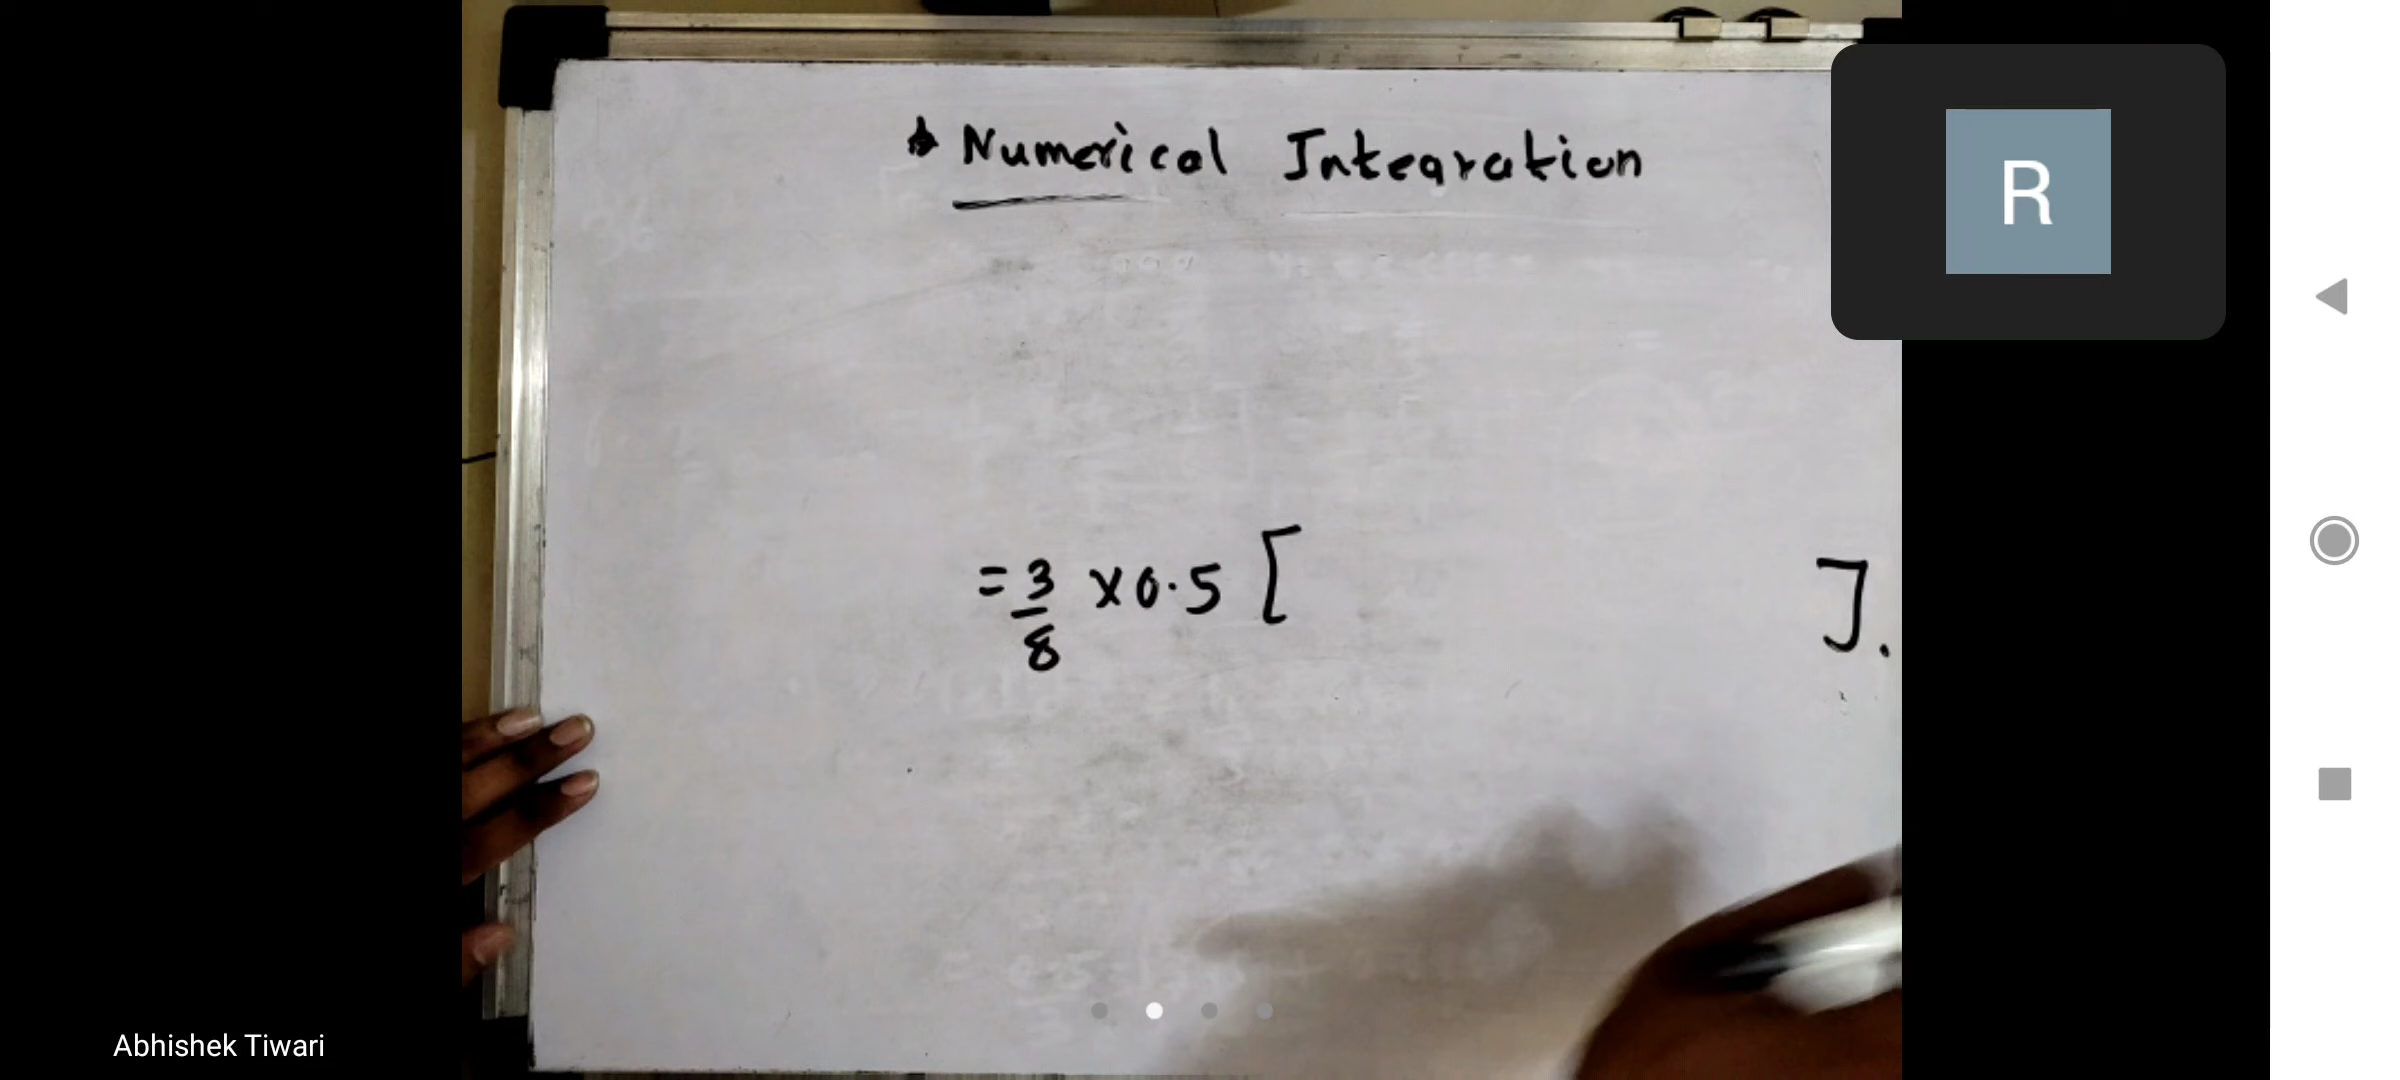 * Numerical Integration
R
= 3/8 x 0.5 [ ].
Abhishek Tiwari